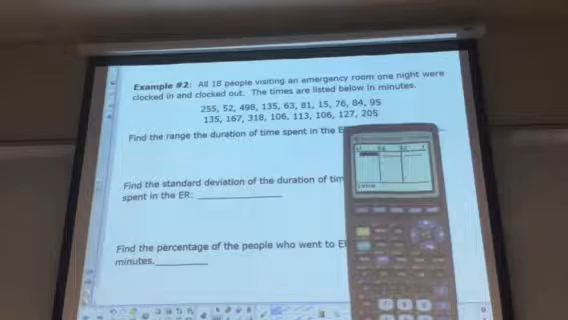 Example #2: All 18 people visiting an emergency room one night were
clocked in and clocked out. The times are listed below in minutes.
255, 52, 498, 135, 63, 81, 15, 76, 84, 95
135, 167, 318, 106, 113, 106, 127, 205
Find the range the duration of time spent in the E
Find the standard deviation of the duration of tim
spent in the ER:
Find the percentage of the people who went to E
minutes.